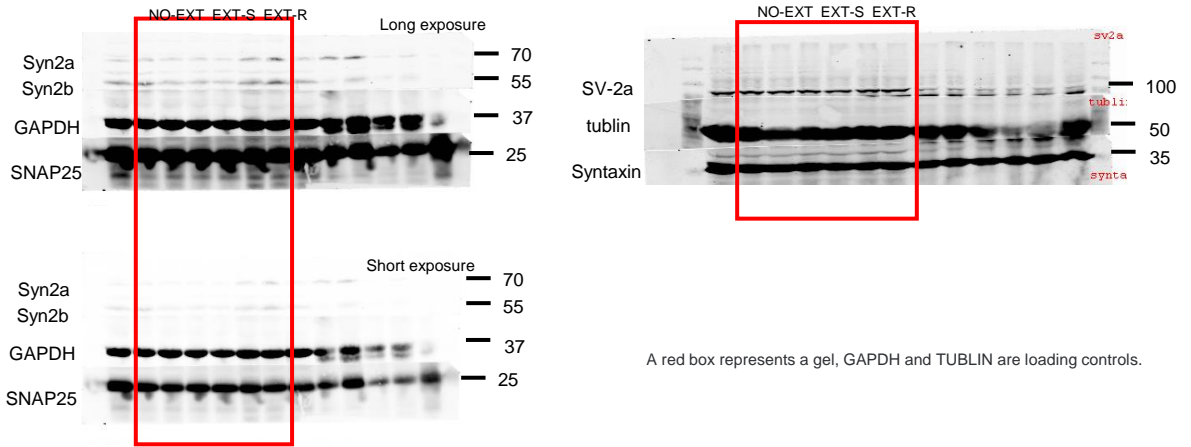 NO-EXT EXT-S EXT-R
Long exposure
Syn2a
70
Syn2b
55
GAPDH
37
SNAP25
25
Short exposure
Syn2a
70
Syn2b
55
GAPDH
37
SNAP25
25
NO-EXT EXT-S EXT-R
sv2a
SV-2a
100
tubli
tublin
50
Syntaxin
35
synta
A red box represents a gel, GAPDH and TUBLIN are loading controls.